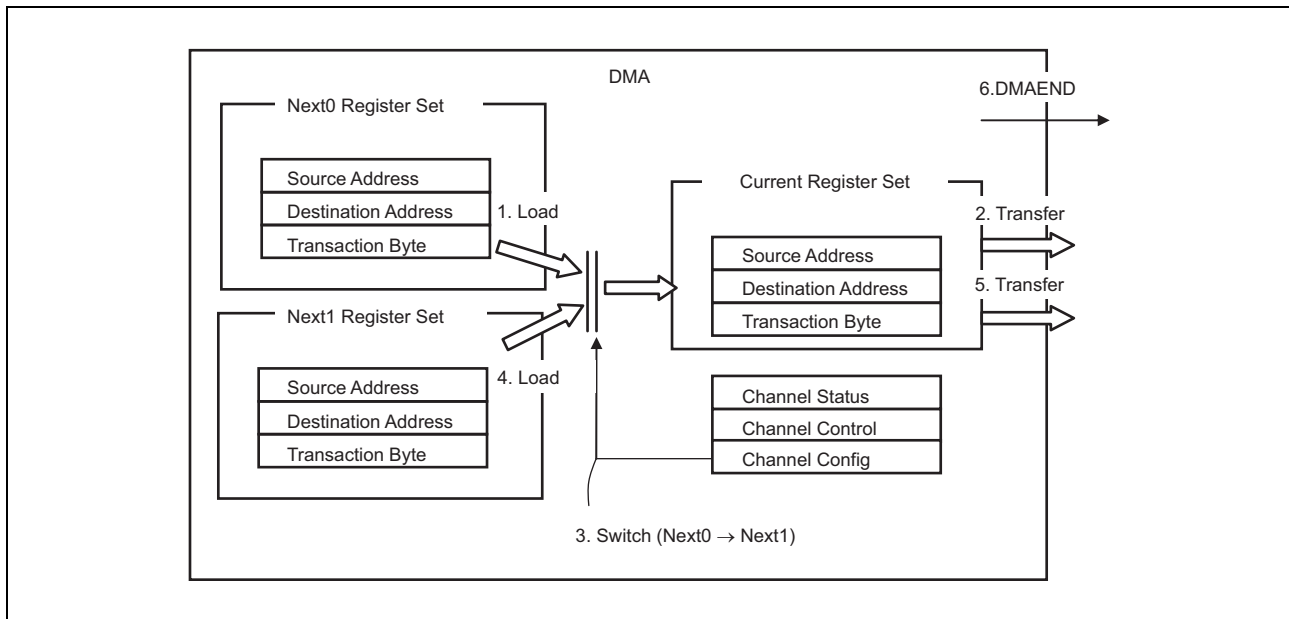 DMA
6.DMAEND
Next0 Register Set
Source Address
Destination Address
Transaction Byte
1. Load
Current Register Set
2. Transfer
Source Address
Destination Address
Transaction Byte
5. Transfer
Next1 Register Set
4. Load
Source Address
Destination Address
Transaction Byte
Channel Status
Channel Control
Channel Config
3. Switch (Next0 → Next1)